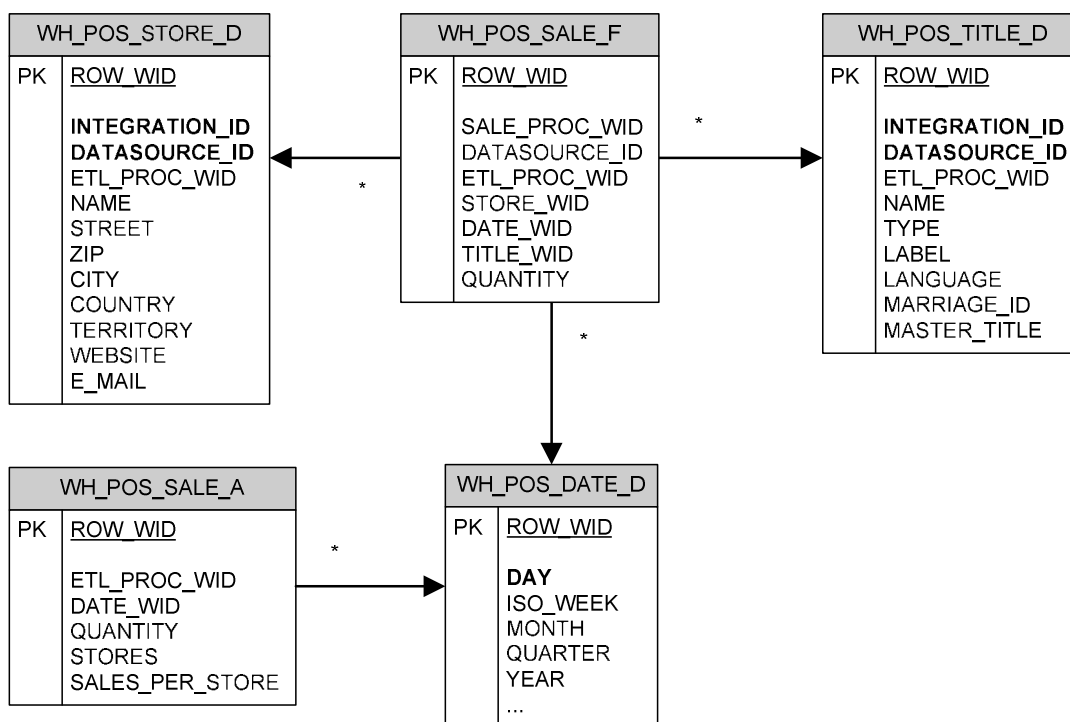 WH_POS_STORE_D
PK ROW_WID
INTEGRATION_ID
DATASOURCE_ID
ETL_PROC_WID
NAME
STREET
ZIP
CITY
COUNTRY
TERRITORY
WEBSITE
E_MAIL
*
WH_POS_SALE_F
PK ROW_WID
SALE_PROC_WID
DATASOURCE_ID
ETL_PROC_WID
STORE_WID
DATE_WID
TITLE_WID
QUANTITY
*
*
WH_POS_TITLE_D
PK ROW_WID
INTEGRATION_ID
DATASOURCE_ID
ETL_PROC_WID
NAME
TYPE
LABEL
LANGUAGE
MARRIAGE_ID
MASTER_TITLE
WH_POS_SALE_A
PK ROW_WID
ETL_PROC_WID
DATE_WID
QUANTITY
STORES
SALES_PER_STORE
*
WH_POS_DATE_D
PK ROW_WID
DAY
ISO_WEEK
MONTH
QUARTER
YEAR
...